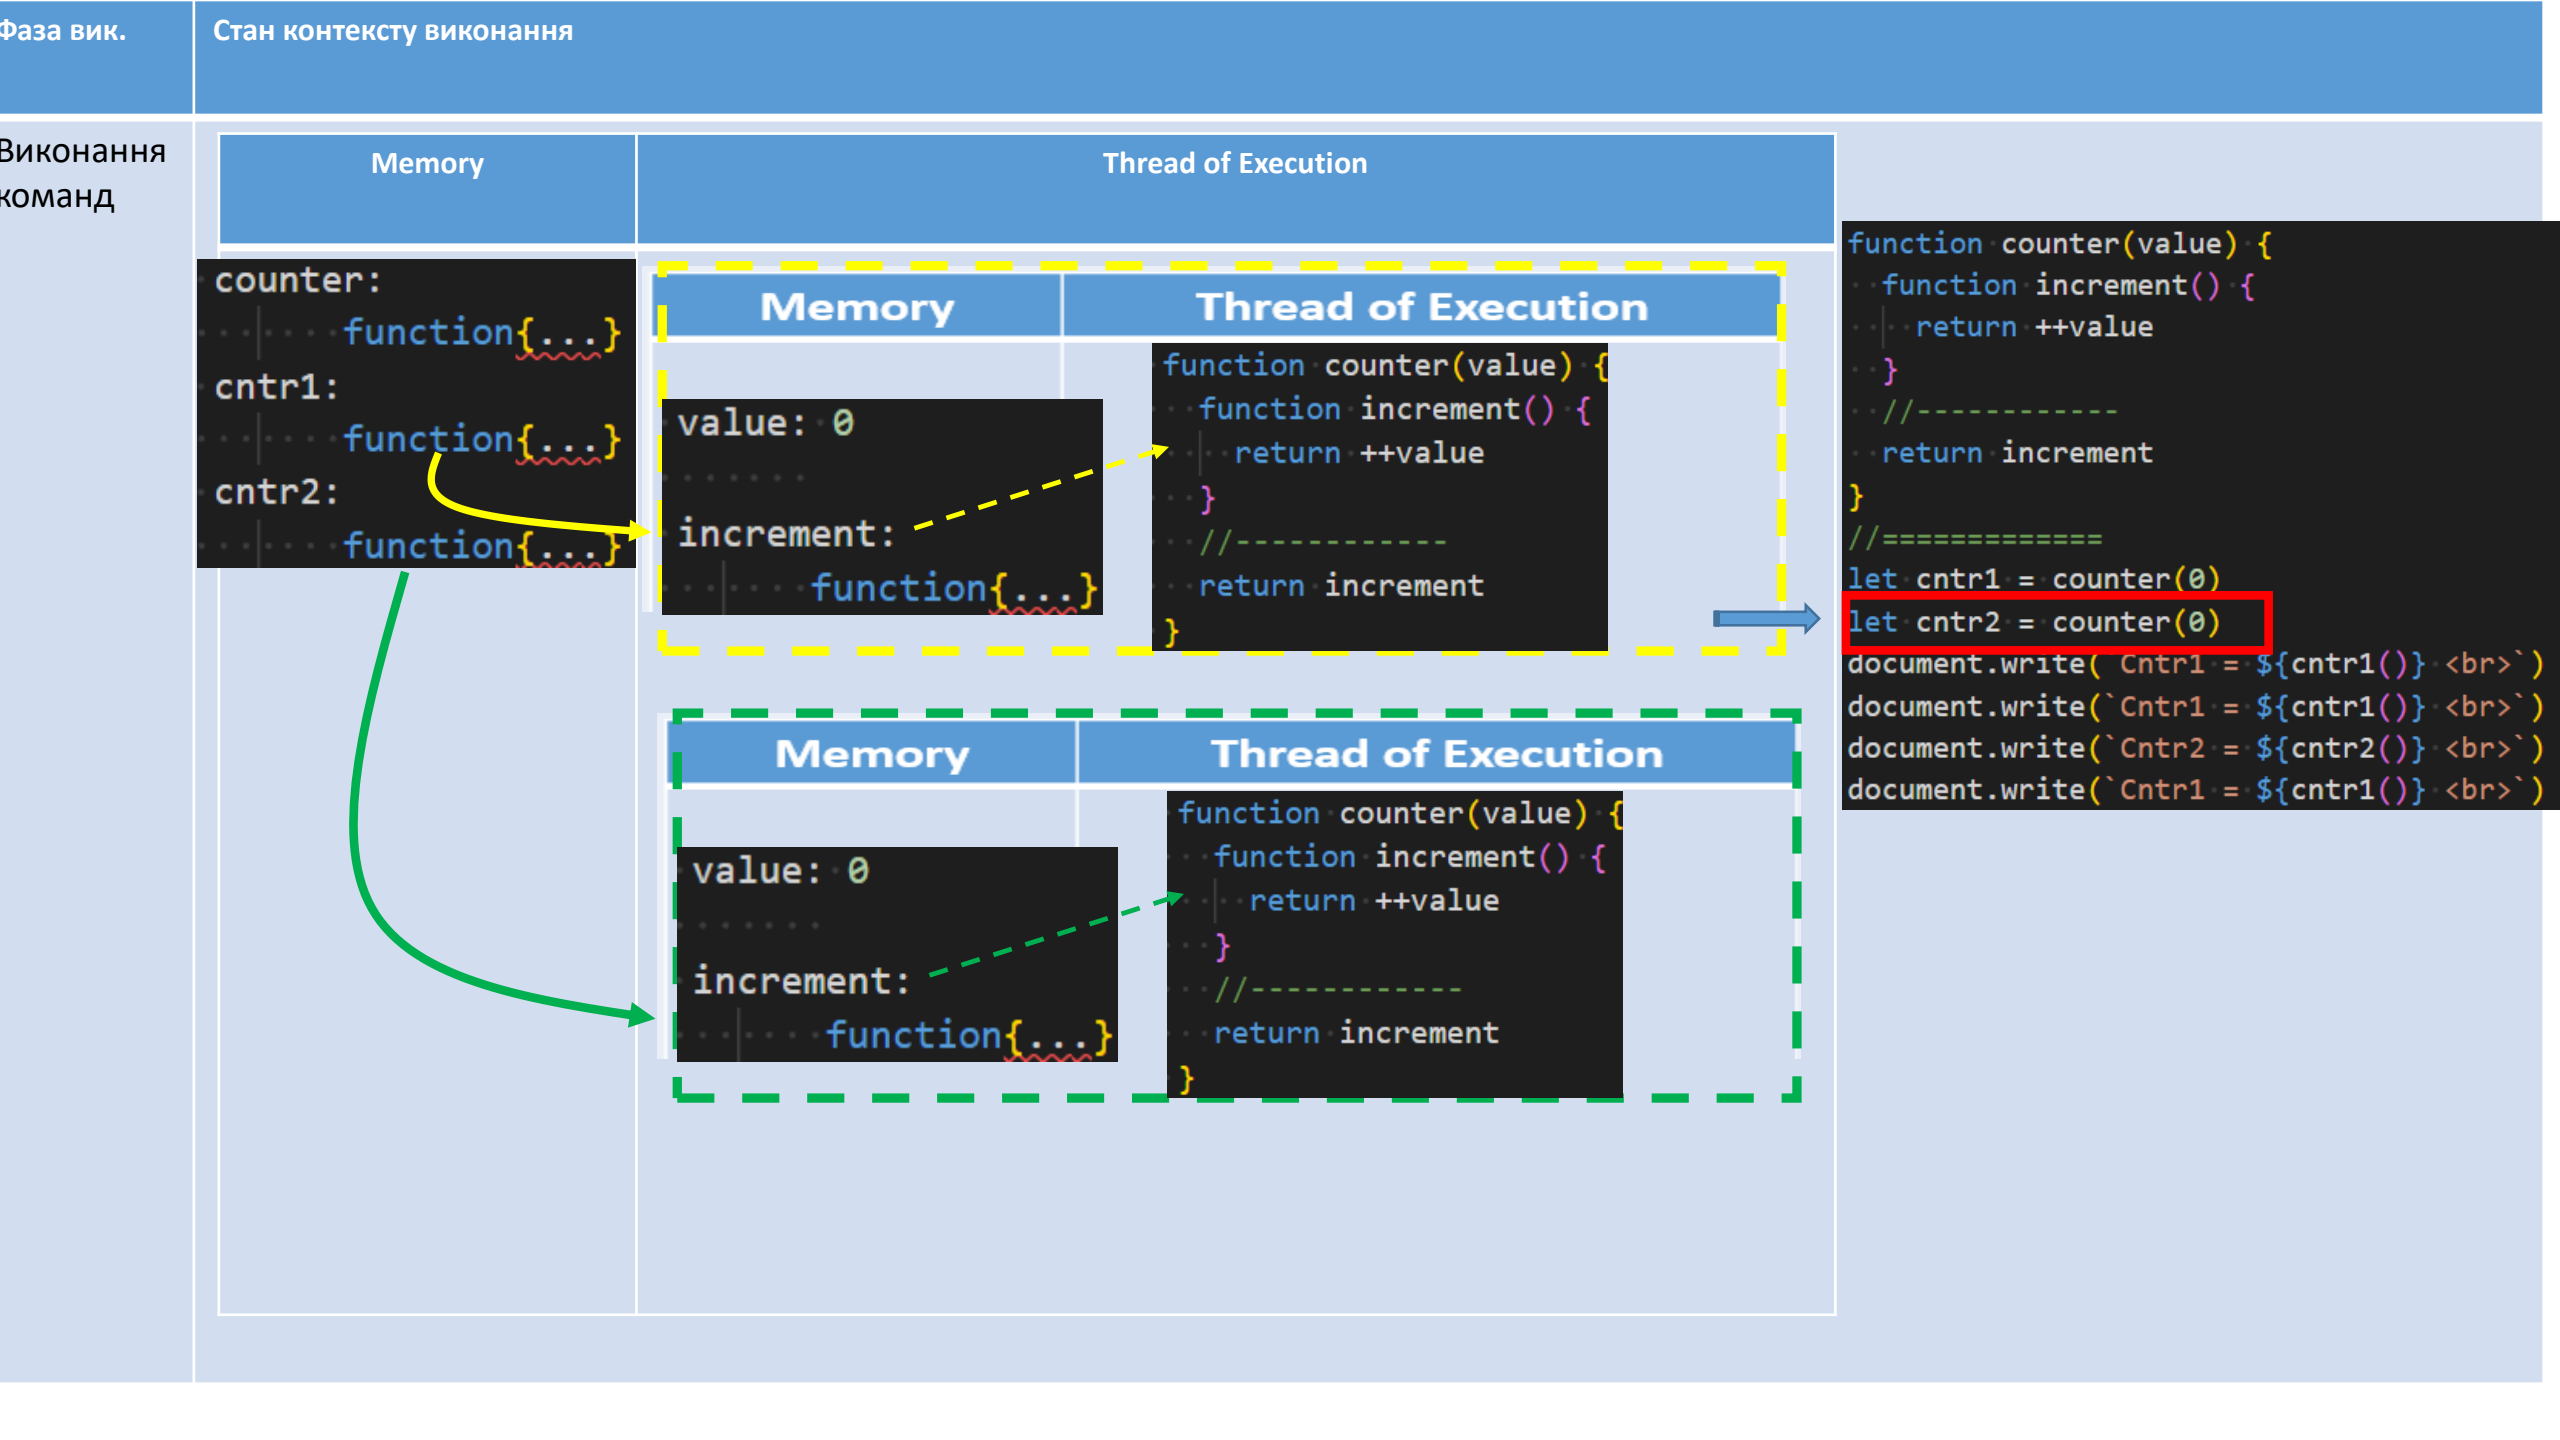 Фаза вик.
Стан контексту виконання
Виконання
команд
Memory
Thread of Execution
counter:
function{...}
cntr1:
function{...}
cntr2:
function{...}
Memory
Thread of Execution
value: 0
increment:
function{...}
function counter(value) {
function increment() {
return ++value
}
//------------
return increment
}
Memory
Thread of Execution
value: 0
increment:
function{...}
function counter(value) {
function increment() {
return ++value
}
//------------
return increment
}
function counter(value) {
function increment() {
return ++value
}
//------------
return increment
}
//=============
let cntr1 = counter(0)
let cntr2 = counter(0)
document.write(`Cntr1 = ${cntr1()} <br>`)
document.write(`Cntr1 = ${cntr1()} <br>`)
document.write(`Cntr2 = ${cntr2()} <br>`)
document.write(`Cntr1 = ${cntr1()} <br>`)